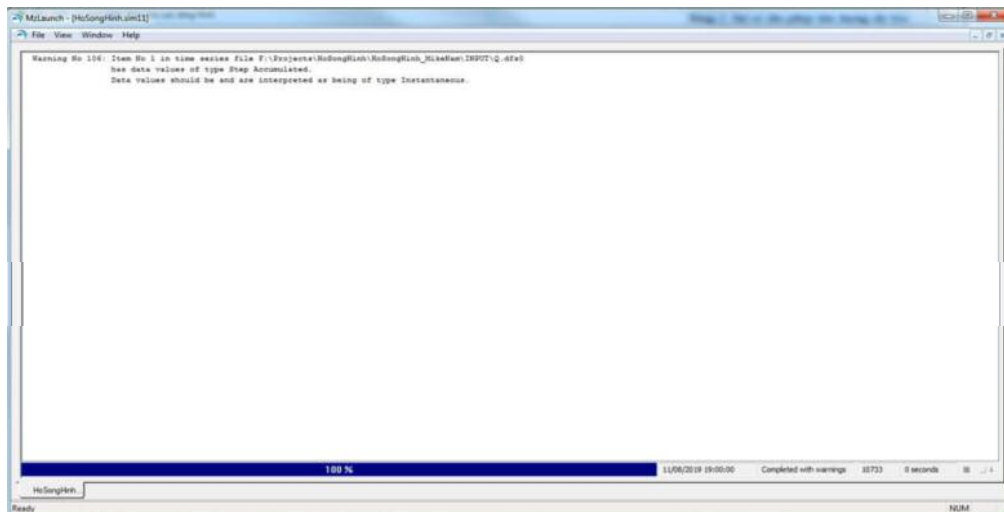 MzLaunch - [HoSongHinh.sim11]
File View Window Help
Warning No 106: Item No 1 in time series file F:\Projects\HoSongHinh\HoSongHinh_MikeNam\INPUT\Q.dfs0
has data values of type Step Accumulated.
Data values should be and are interpreted as being of type Instantaneous.
100 % 11/08/2019 19:00:00 Completed with warnings 10733 0 seconds
HoSongHinh...
Ready NUM